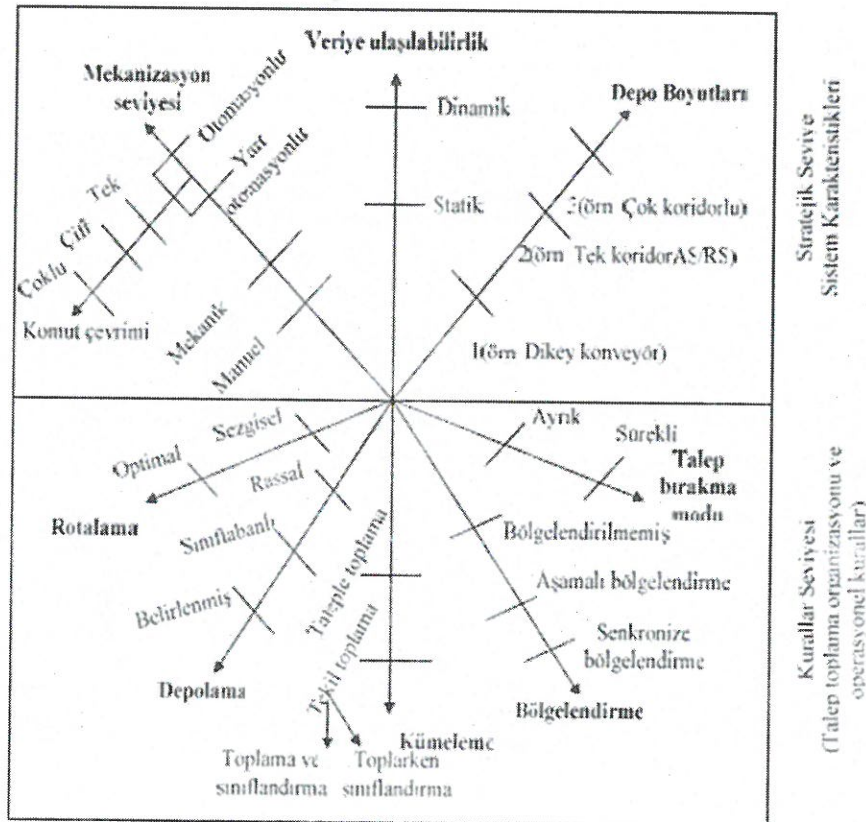 Veriye ulaşılabilirlik
Mekanizasyon
seviyesi
Otomasyonlu
Yarı
otomasyonlu
Tek
Çift
Çoklu
Komut çevrimi
Mekanik
Manuel
Dinamik
Statik
Depo Boyutları
3(örn Çok koridorlu)
2(örn Tek koridorAS/RS)
1(örn Dikey konveyör)
Stratejik Seviye
Sistem Karakteristikleri
Sezgisel
Optimal
Rotalama
Rassal
Sınıflabanlı
Belirlenmiş
Depolama
Taleple toplama
Tekil toplama
Kümeleme
Toplama ve
sınıflandırma
Toplarken
sınıflandırma
Ayrık
Sürekli
Talep
bırakma
modu
Bölgelendirilmemiş
Aşamalı bölgelendirme
Senkronize
bölgelendirme
Bölgelendirme
Kurallar Seviyesi
(Talep toplama organizasyonu ve
operasyonel kurallar)